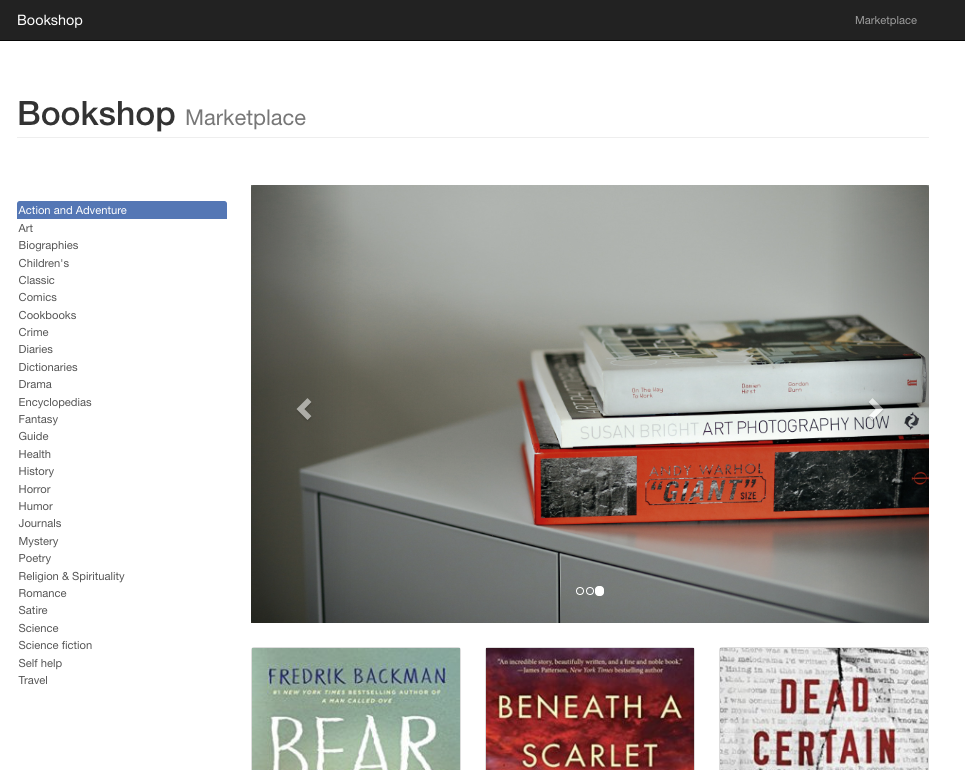 Bookshop
Marketplace
Bookshop Marketplace
Action and Adventure
Art
Biographies
Children's
Classic
Comics
Cookbooks
Crime
Diaries
Dictionaries
Drama
Encyclopedias
Fantasy
Guide
Health
History
Horror
Humor
Journals
Mystery
Poetry
Religion & Spirituality
Romance
Satire
Science
Science fiction
Self help
Travel
On The Way
To Work
Damien
Hirst
Gordon
Burn
SUSAN BRIGHT ART PHOTOGRAPHY NOW
ANDY WARHOL
"GIANT"
SIZE
FREDRIK BACKMAN
#1 NEW YORK TIMES BESTSELLING AUTHOR OF
A MAN CALLED OVE
BEAR
"An incredible story, beautifully written, and a fine and noble book."
—James Patterson, New York Times bestselling author
BENEATH A
SCARLET
DEAD
CERTAIN